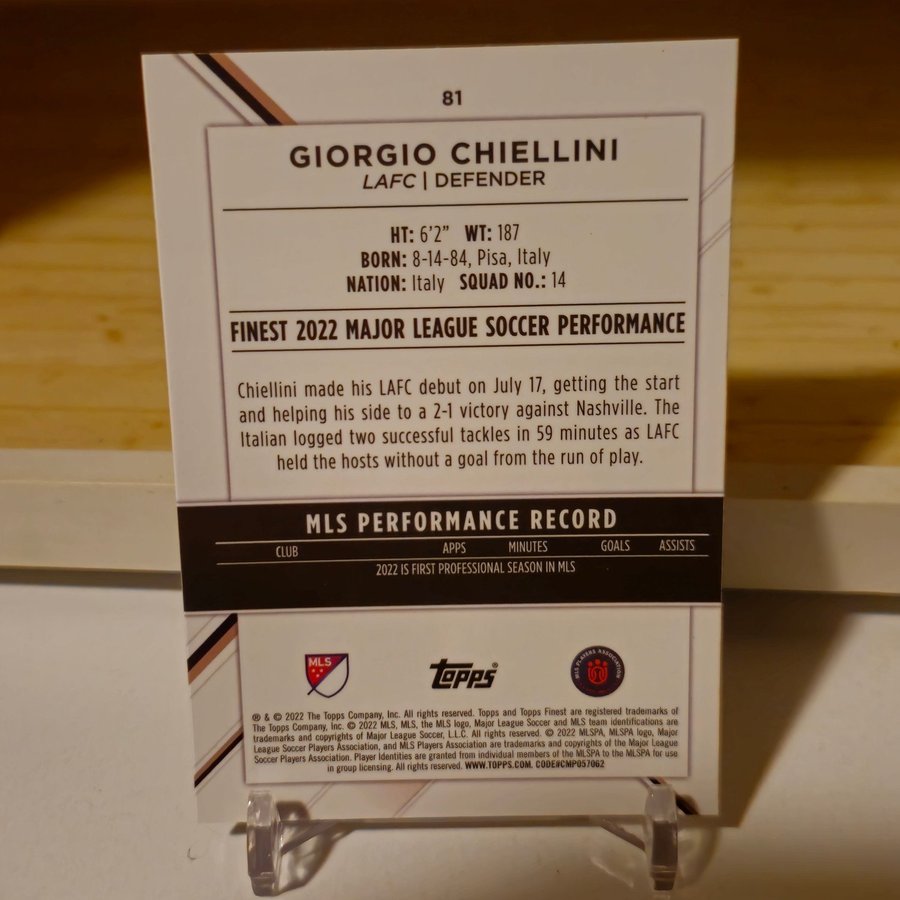 81
GIORGIO CHIELLINI
LAFC | DEFENDER
HT: 6'2" WT: 187
BORN: 8-14-84, Pisa, Italy
NATION: Italy SQUAD NO.: 14
FINEST 2022 MAJOR LEAGUE SOCCER PERFORMANCE
Chiellini made his LAFC debut on July 17, getting the start
and helping his side to a 2-1 victory against Nashville. The
Italian logged two successful tackles in 59 minutes as LAFC
held the hosts without a goal from the run of play.
MLS PERFORMANCE RECORD
CLUB APPS MINUTES GOALS ASSISTS
2022 IS FIRST PROFESSIONAL SEASON IN MLS
MLS Topps® MLS PLAYERS ASSOCIATION
® & © 2022 The Topps Company, Inc. All rights reserved. Topps and Topps Finest are registered trademarks of
The Topps Company, Inc. © 2022 MLS, MLS, the MLS logo, Major League Soccer and MLS team identifications are
trademarks and copyrights of Major League Soccer, L.L.C. All rights reserved. © 2022 MLSPA, MLSPA logo, Major
League Soccer Players Association, and MLS Players Association are trademarks and copyrights of the Major League
Soccer Players Association. Player Identities are granted from individual members of the MLSPA to the MLSPA for use
in group licensing. All rights reserved. WWW.TOPPS.COM. CODE#CMP057062